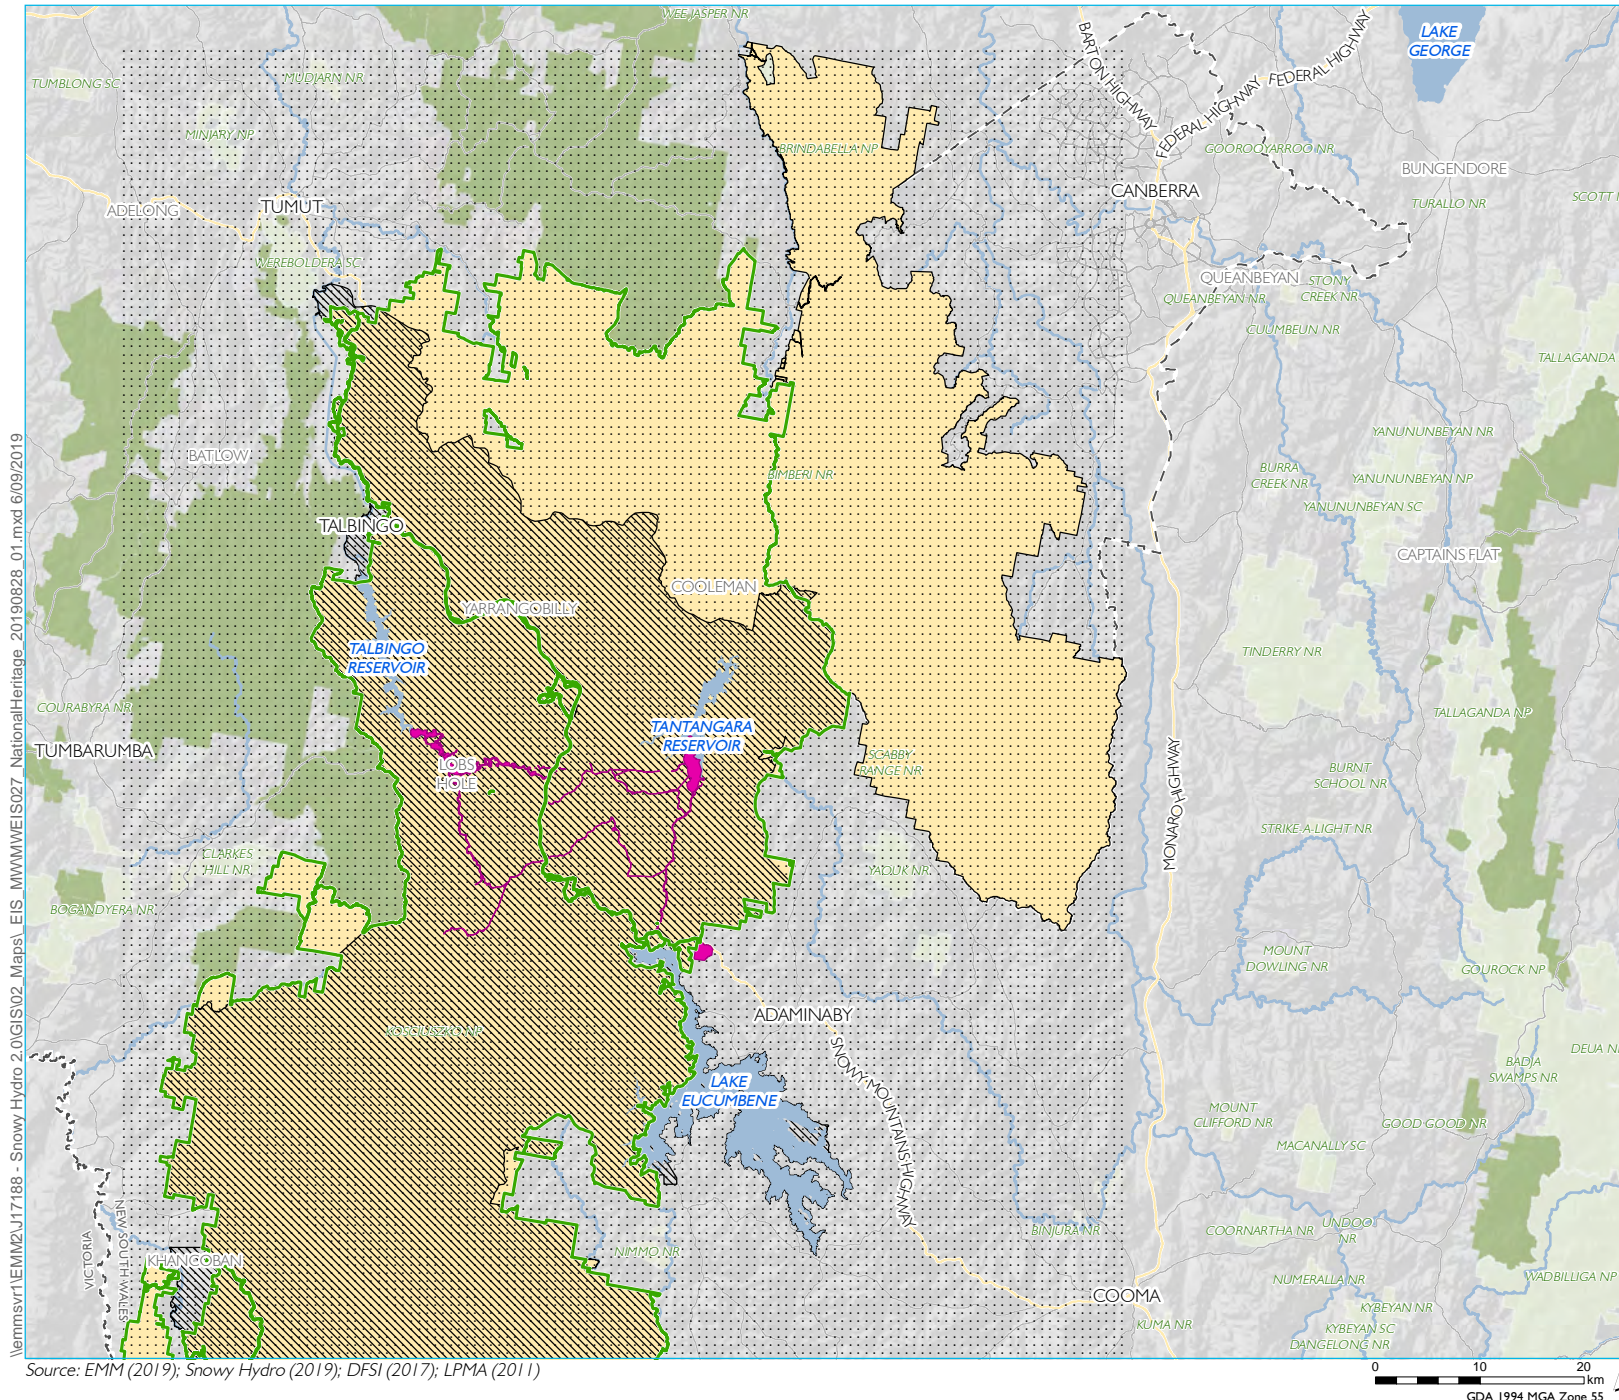 WEE JASPER NR
LAKE
GEORGE
BARTON HIGHWAY
FEDERAL HIGHWAY
FEDERAL HIGHWAY
TUMBLONG SC
MUDJARN NR
MINJARY NP
BRINDABELLA NP
GOOROOYARROO NR
BUNGENDORE
CANBERRA
ADELONG
TUMUT
TURALLO NR
SCOTT
WEREBOLDERA SC
QUEANBEYAN
STONY
CREEK NR
QUEANBEYAN NR
CUUMBEUN NR
TALLAGANDA
YANUNUNBEYAN NR
BATLOW
BIMBERI NR
BURRA
CREEK NR
YANUNUNBEYAN NP
YANUNUNBEYAN SC
TALBINGO
CAPTAINS FLAT
COOLEMAN
YARRANGOBILLY
TALBINGO
RESERVOIR
TINDERRY NR
COURABYRA NR
TALLAGANDA NP
TANTANGARA
RESERVOIR
TUMBARUMBA
SCABBY
RANGE NR
LOBS
HOLE
BURNT
SCHOOL NR
MONARO HIGHWAY
STRIKE-A-LIGHT NR
CLARKES
HILL NR
YAOUK NR
BOGANDYERA NR
MOUNT
DOWLING NR
GOUROCK NP
ADAMINABY
KOSCIUSZKO NP
SNOWY MOUNTAINS HIGHWAY
DEUA N
BADJA
SWAMPS NR
LAKE
EUCUMBENE
MOUNT
CLIFFORD NR
GOOD GOOD NR
MACANALLY SC
VICTORIA
NEW SOUTH WALES
BINJURA NR
COORNARTHA NR
UNDOO
NR
NIMMO NR
KHANCOBAN
NUMERALLA NR
WADBILLIGA NP
COOMA
KYBEYAN NR
KUMA NR
KYBEYAN SC
DANGELONG NR
\\emmsvr1\EMM2\J17188 - Snowy Hydro 2.0\GIS\02_Maps\_EIS_MWMWEIS027_NationalHeritage_20190828_01.mxd 6/09/2019
Source: EMM (2019); Snowy Hydro (2019); DFSI (2017); LPMA (2011)
0 10 20
km
GDA 1994 MGA Zone 55